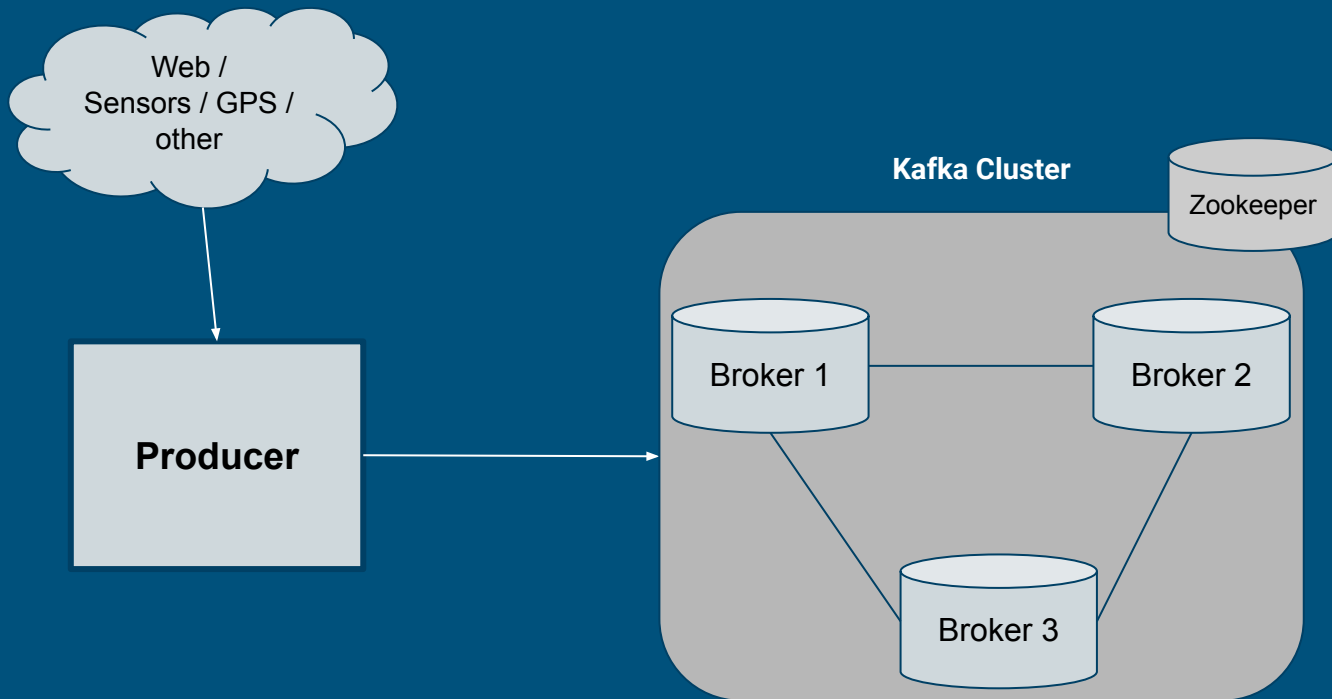 Web /
Sensors / GPS /
other
Kafka Cluster
Zookeeper
Broker 1
Broker 2
Producer
Broker 3